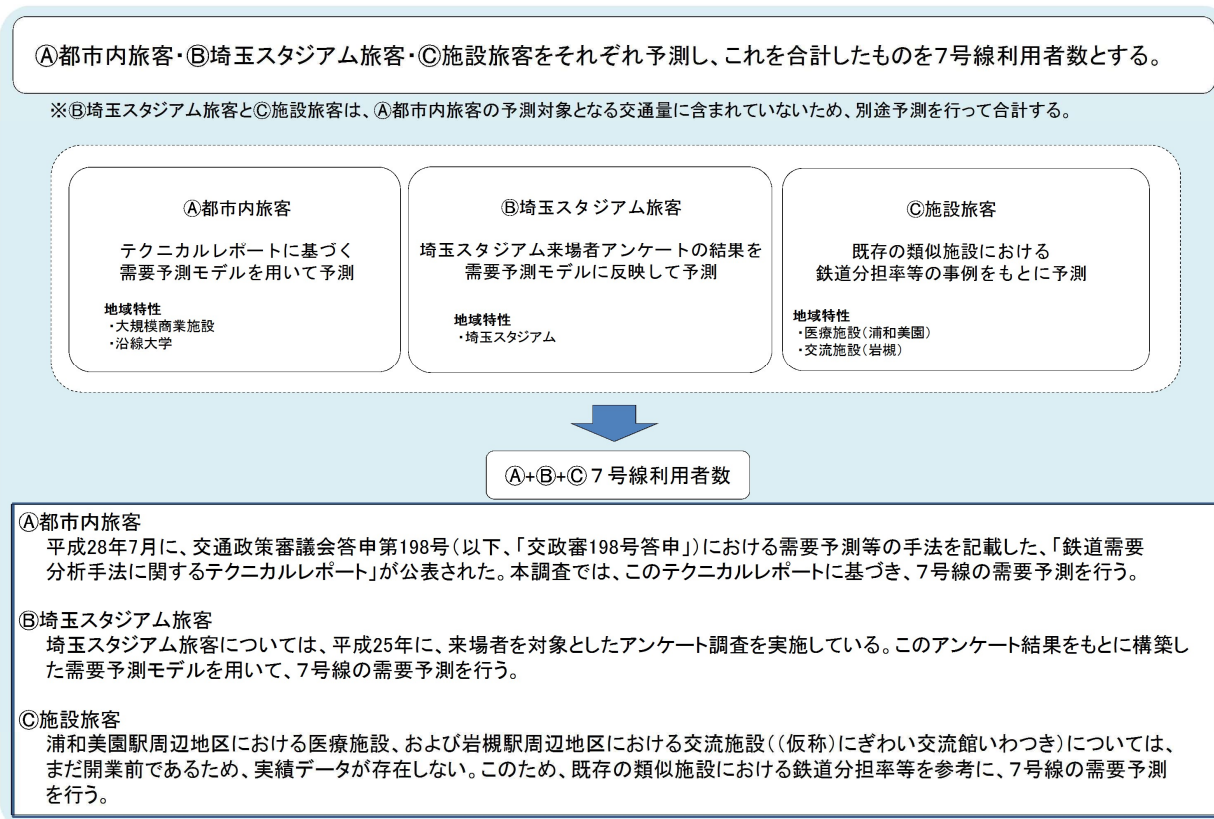 Ⓐ都市内旅客・Ⓑ埼玉スタジアム旅客・Ⓒ施設旅客をそれぞれ予測し、これを合計したものを7号線利用者数とする。
※Ⓑ埼玉スタジアム旅客とⒸ施設旅客は、Ⓐ都市内旅客の予測対象となる交通量に含まれていないため、別途予測を行って合計する。
Ⓐ都市内旅客
テクニカルレポートに基づく
需要予測モデルを用いて予測
地域特性
・大規模商業施設
・沿線大学
Ⓑ埼玉スタジアム旅客
埼玉スタジアム来場者アンケートの結果を
需要予測モデルに反映して予測
地域特性
・埼玉スタジアム
Ⓒ施設旅客
既存の類似施設における
鉄道分担率等の事例をもとに予測
地域特性
・医療施設(浦和美園)
・交流施設(岩槻)
Ⓐ+Ⓑ+Ⓒ7号線利用者数
Ⓐ都市内旅客
平成28年7月に、交通政策審議会答申第198号(以下、「交政審198号答申」)における需要予測等の手法を記載した、「鉄道需要
分析手法に関するテクニカルレポート」が公表された。本調査では、このテクニカルレポートに基づき、7号線の需要予測を行う。
Ⓑ埼玉スタジアム旅客
埼玉スタジアム旅客については、平成25年に、来場者を対象としたアンケート調査を実施している。このアンケート結果をもとに構築し
た需要予測モデルを用いて、7号線の需要予測を行う。
Ⓒ施設旅客
浦和美園駅周辺地区における医療施設、および岩槻駅周辺地区における交流施設((仮称)にぎわい交流館いわつき)については、
まだ開業前であるため、実績データが存在しない。このため、既存の類似施設における鉄道分担率等を参考に、7号線の需要予測
を行う。